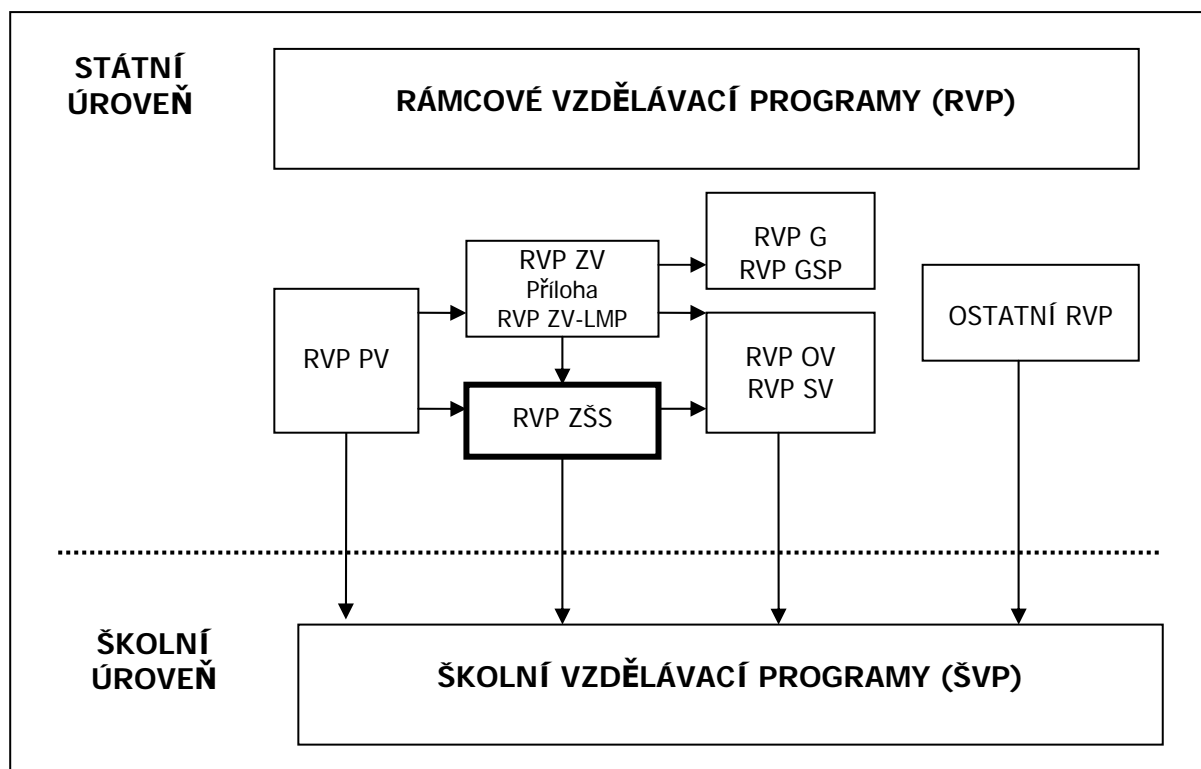 STÁTNÍ
ÚROVEŇ
RÁMCOVÉ VZDĚLÁVACÍ PROGRAMY (RVP)
RVP PV
RVP ZV
Příloha
RVP ZV-LMP
RVP ZŠS
RVP G
RVP GSP
RVP OV
RVP SV
OSTATNÍ RVP
ŠKOLNÍ
ÚROVEŇ
ŠKOLNÍ VZDĚLÁVACÍ PROGRAMY (ŠVP)